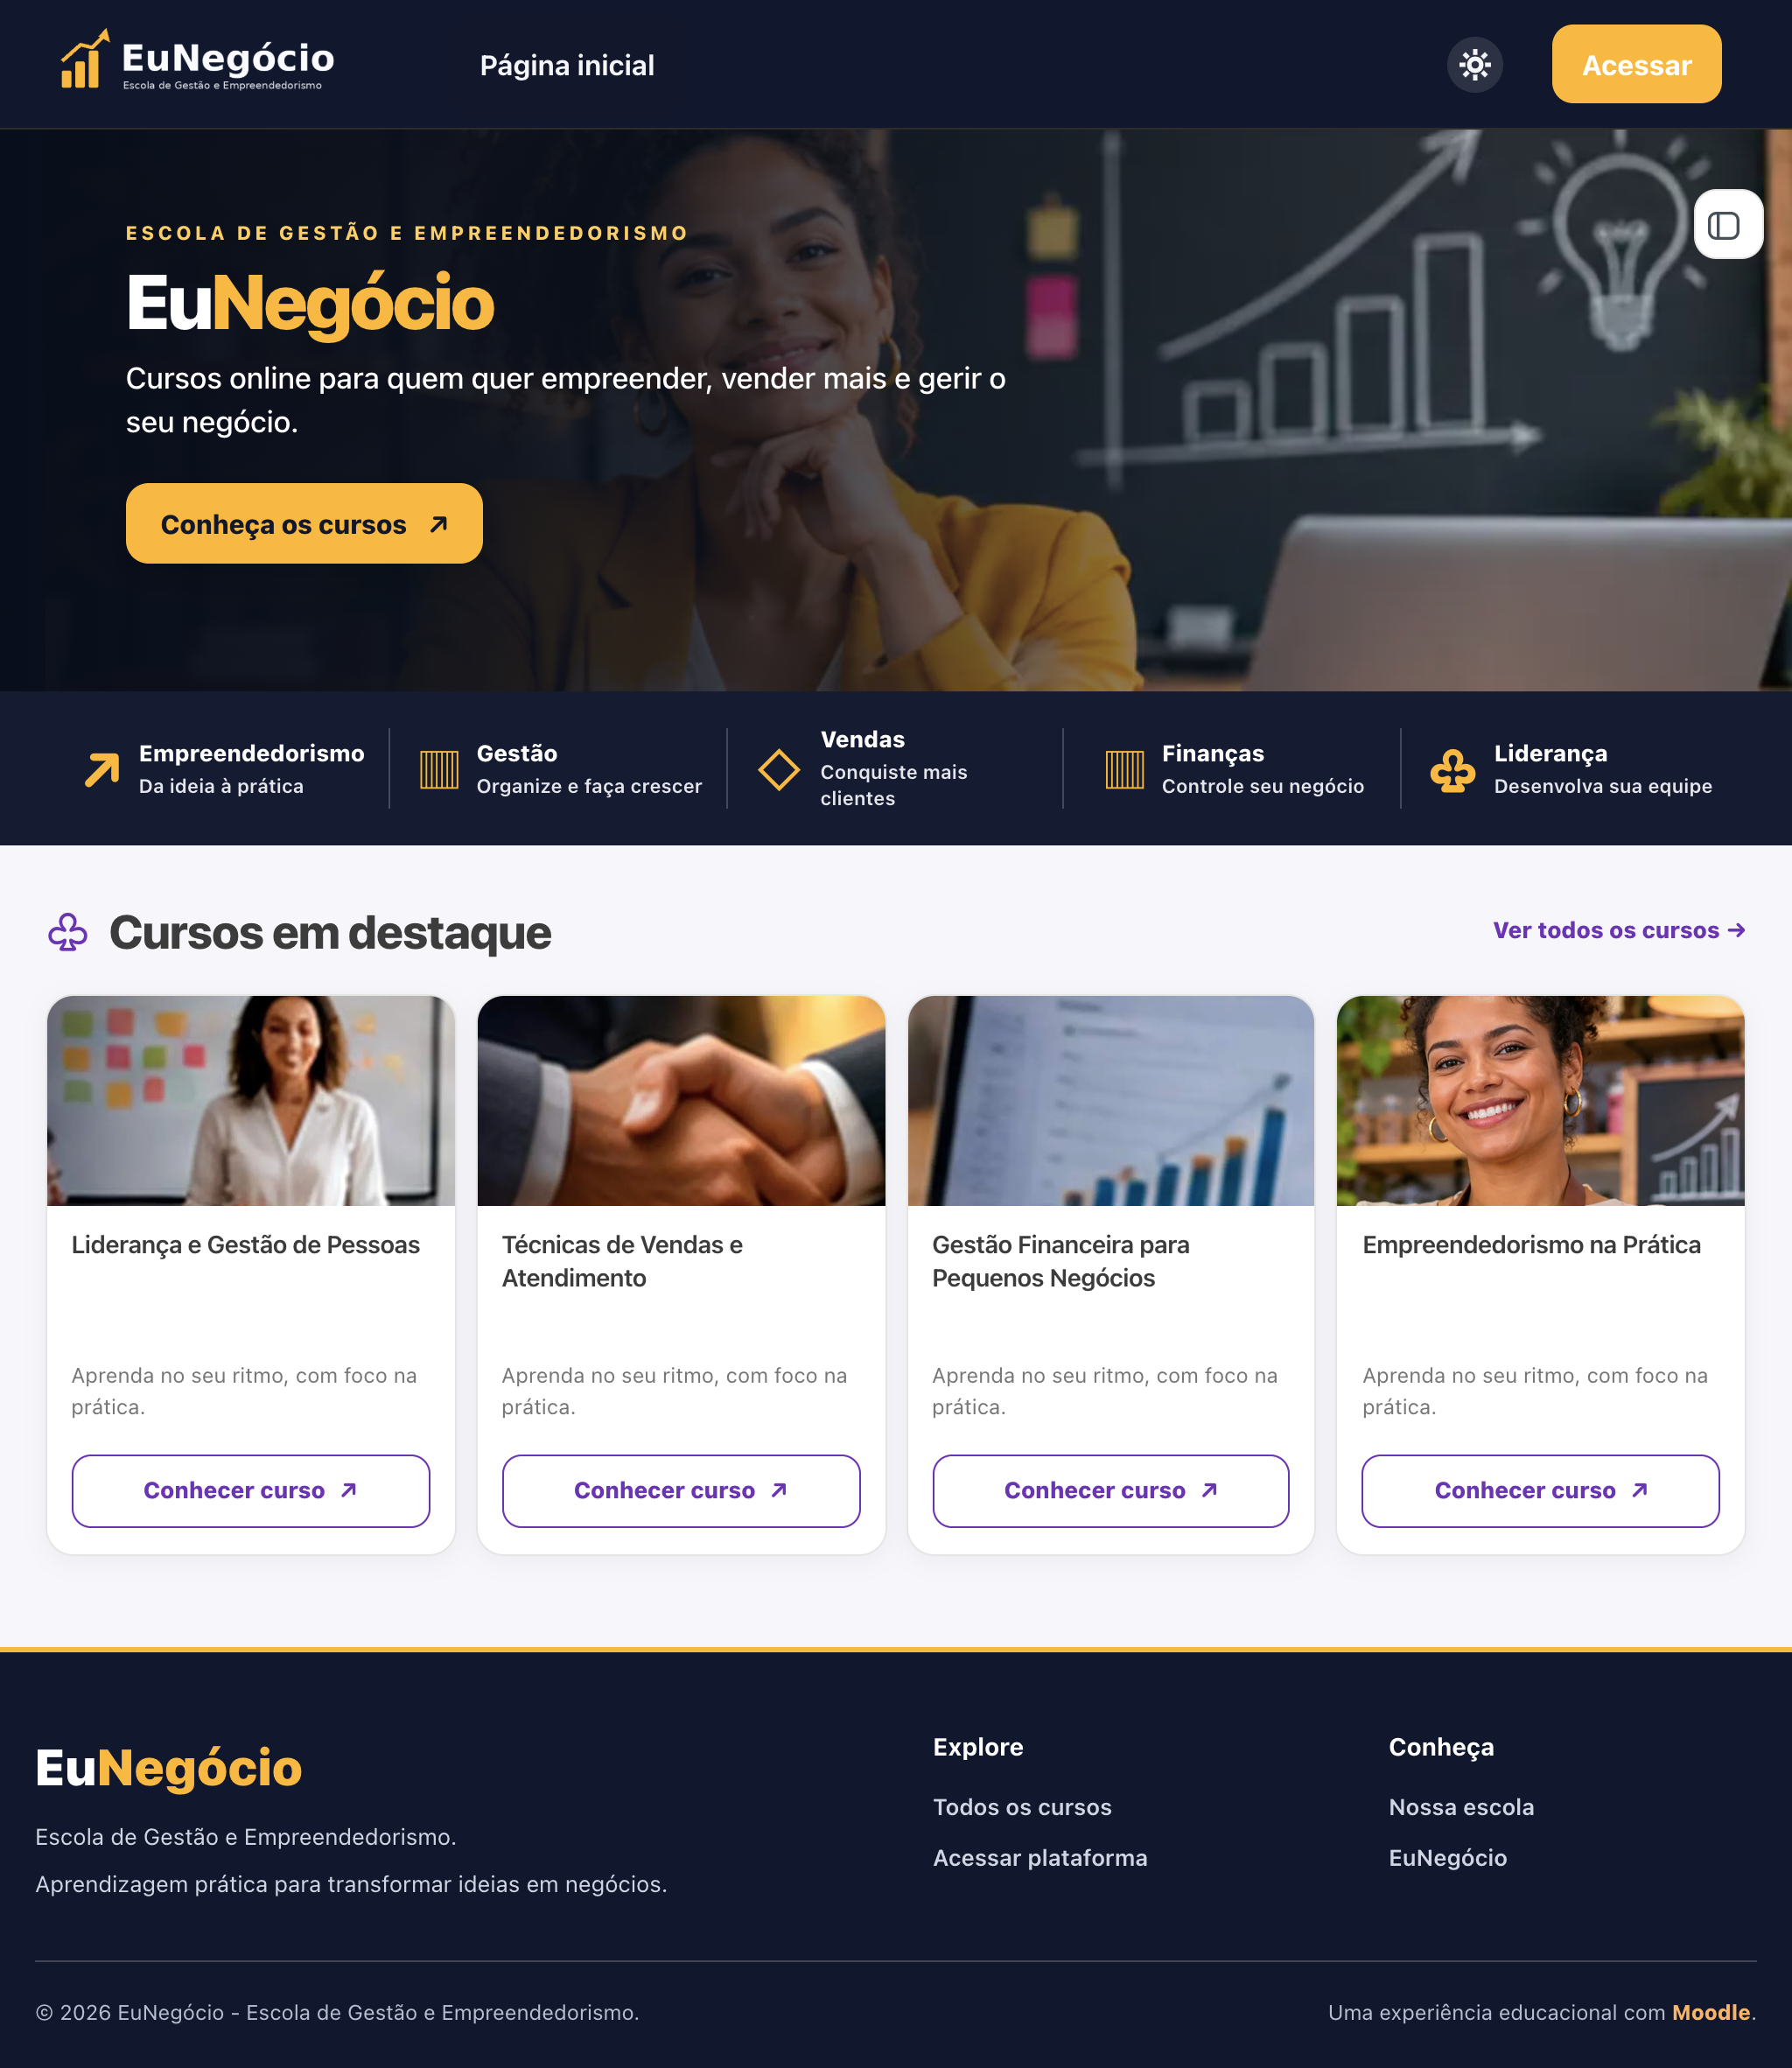 EuNegócio
Escola de Gestão e Empreendedorismo
Página inicial
Acessar
ESCOLA DE GESTÃO E EMPREENDEDORISMO
EuNegócio
Cursos online para quem quer empreender, vender mais e gerir o
seu negócio.
Conheça os cursos
Empreendedorismo
Da ideia à prática
Gestão
Organize e faça crescer
Vendas
Conquiste mais
clientes
Finanças
Controle seu negócio
Liderança
Desenvolva sua equipe
Cursos em destaque
Ver todos os cursos →
Liderança e Gestão de Pessoas
Aprenda no seu ritmo, com foco na
prática.
Conhecer curso
Técnicas de Vendas e
Atendimento
Aprenda no seu ritmo, com foco na
prática.
Conhecer curso
Gestão Financeira para
Pequenos Negócios
Aprenda no seu ritmo, com foco na
prática.
Conhecer curso
Empreendedorismo na Prática
Aprenda no seu ritmo, com foco na
prática.
Conhecer curso
EuNegócio
Escola de Gestão e Empreendedorismo.
Aprendizagem prática para transformar ideias em negócios.
Explore
Todos os cursos
Acessar plataforma
Conheça
Nossa escola
EuNegócio
© 2026 EuNegócio - Escola de Gestão e Empreendedorismo.
Uma experiência educacional com Moodle.